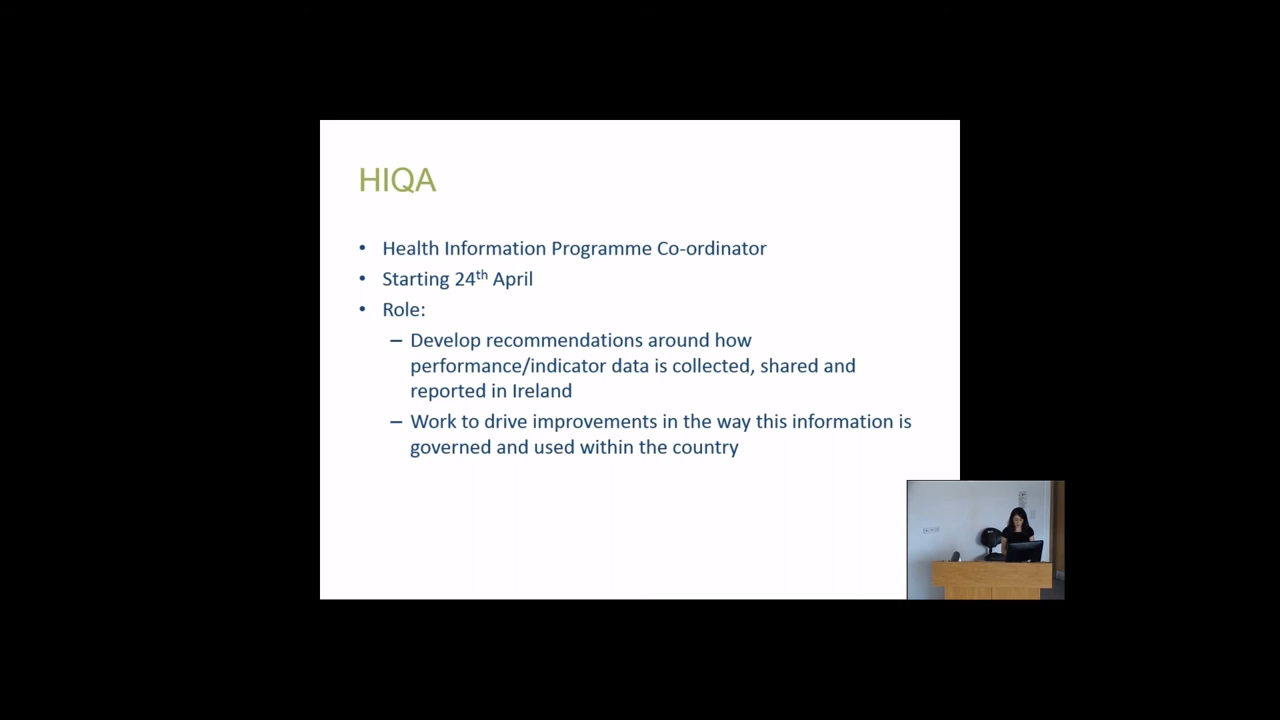 HIQA
• Health Information Programme Co-ordinator
• Starting 24th April
• Role:
– Develop recommendations around how
performance/indicator data is collected, shared and
reported in Ireland
– Work to drive improvements in the way this information is
governed and used within the country